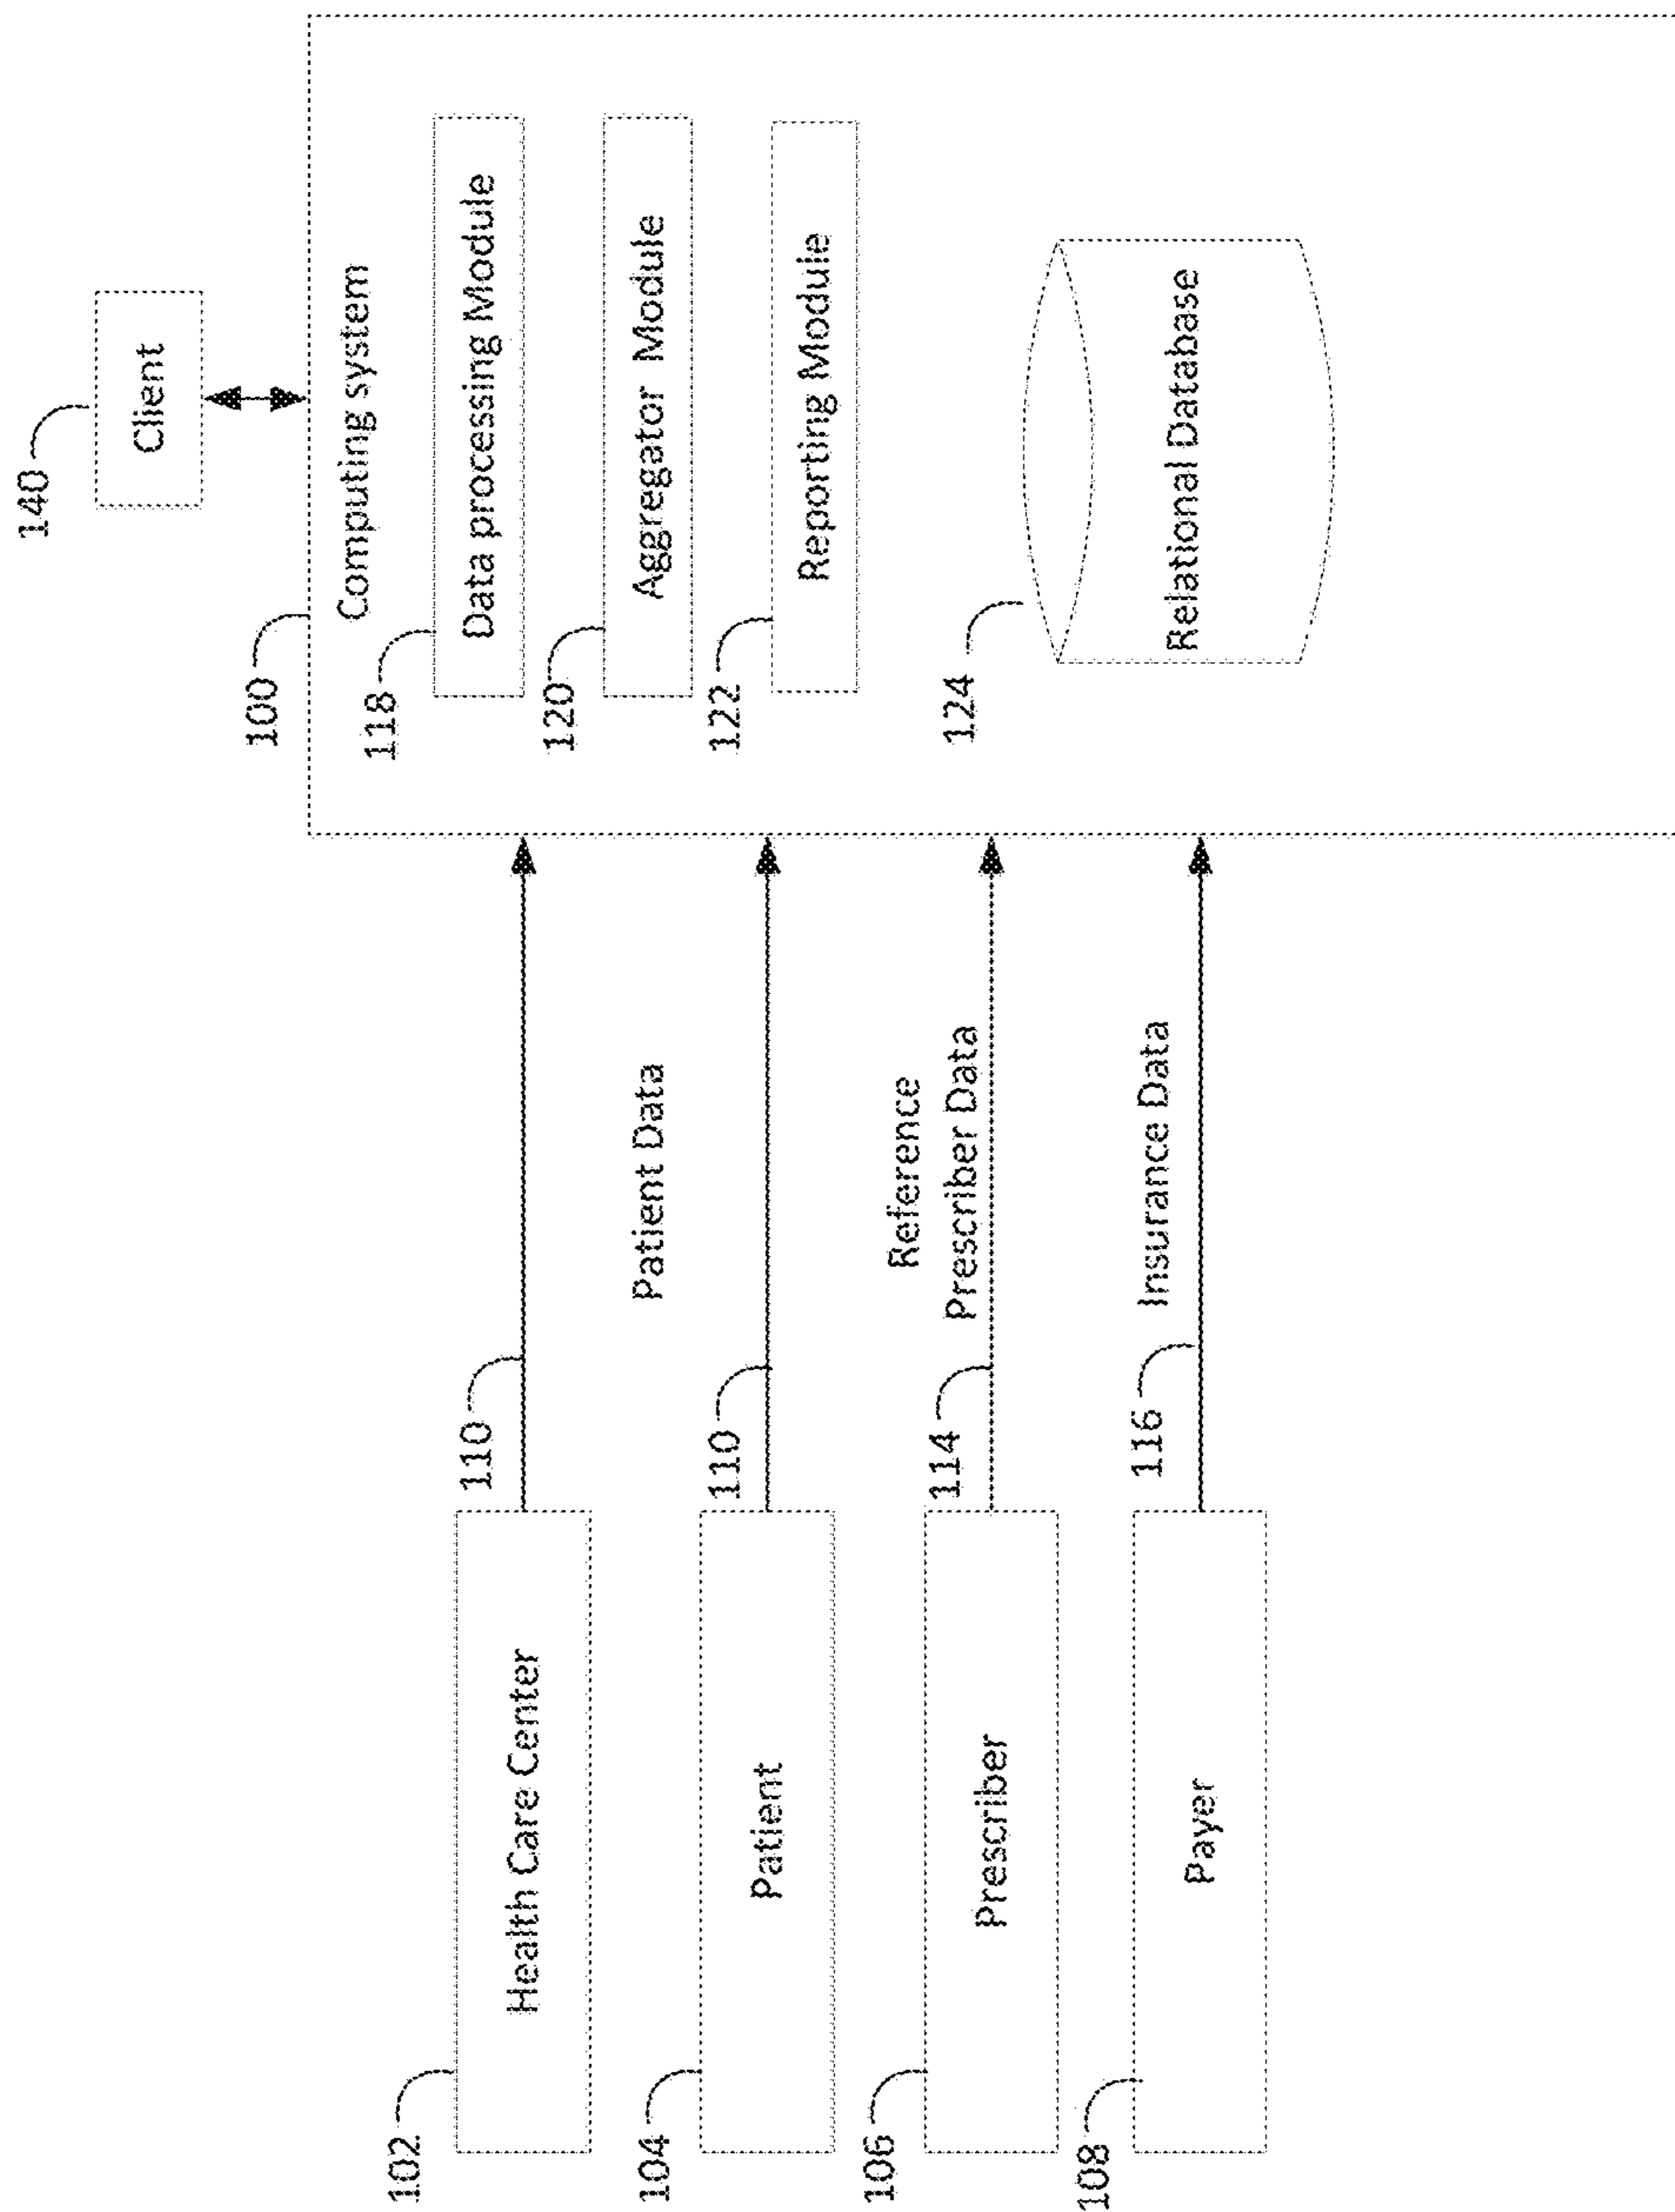 140
Client
100
Computing system
118
Data processing Module
120
Aggregator Module
122
Reporting Module
124
Relational Database
110
Patient Data
110
Reference
Prescriber Data
114
Insurance Data
116
102
Health Care Center
104
Patient
106
Prescriber
108
Payer